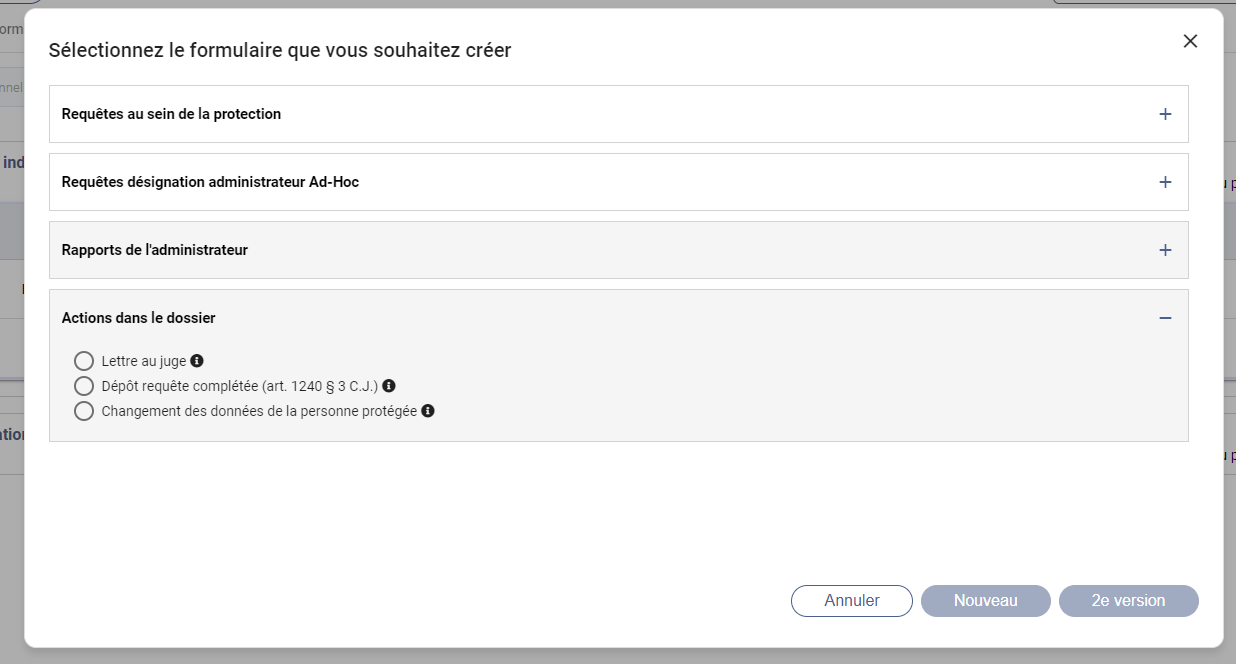 Sélectionnez le formulaire que vous souhaitez créer
Requêtes au sein de la protection
Requêtes désignation administrateur Ad-Hoc
Rapports de l'administrateur
Actions dans le dossier
Lettre au juge
Dépôt requête complétée (art. 1240 § 3 C.J.)
Changement des données de la personne protégée
Annuler
Nouveau
2e version